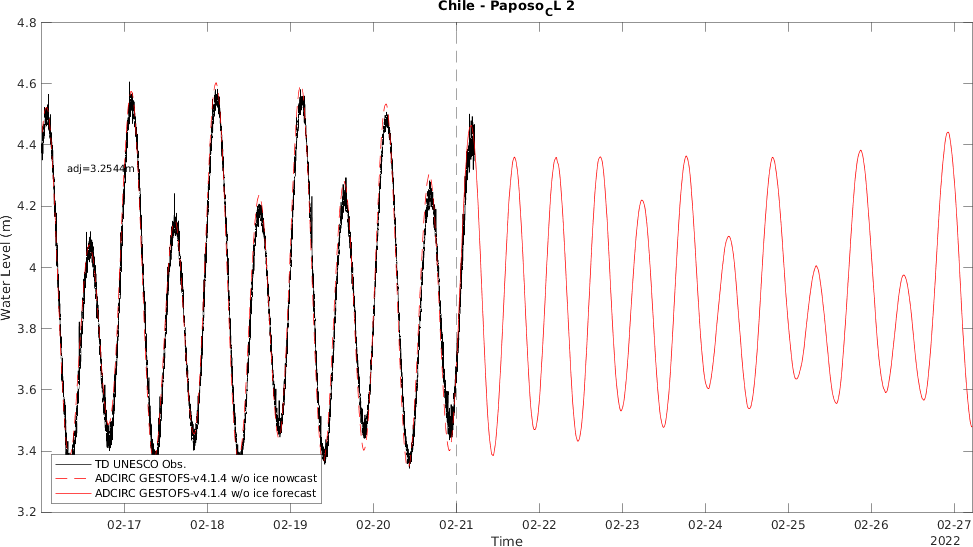 Chile - Paposo_CL 2
4.8
4.6
4.4
4.2
4
3.8
3.6
3.4
3.2
Water Level (m)
adj=3.2544m
TD UNESCO Obs.
ADCIRC GESTOFS-v4.1.4 w/o ice nowcast
ADCIRC GESTOFS-v4.1.4 w/o ice forecast
02-17 02-18 02-19 02-20 02-21 02-22 02-23 02-24 02-25 02-26 02-27
Time
2022